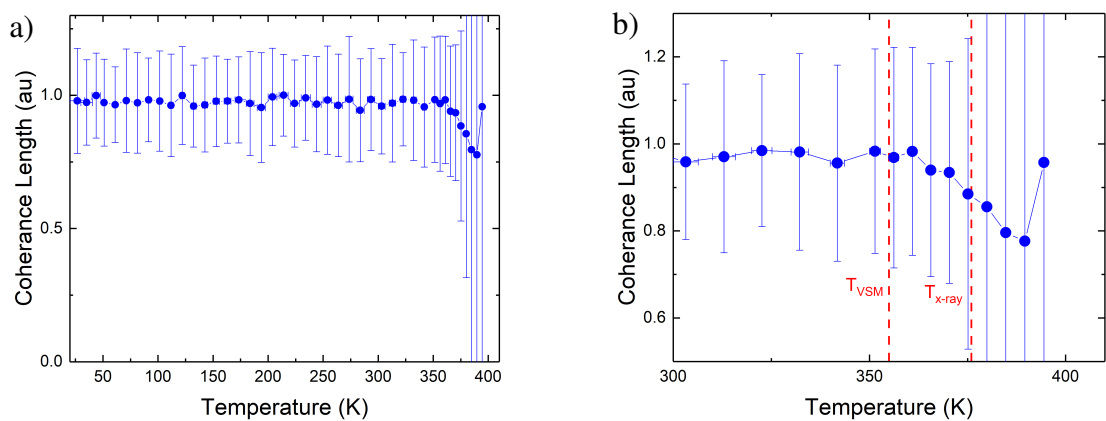 a)
Coherance Length (au)
1.0
0.5
0.0
50 100 150 200 250 300 350 400
Temperature (K)
b)
Coherance Length (au)
1.2
1.0
0.8
0.6
T_VSM
T_x-ray
300 350 400
Temperature (K)